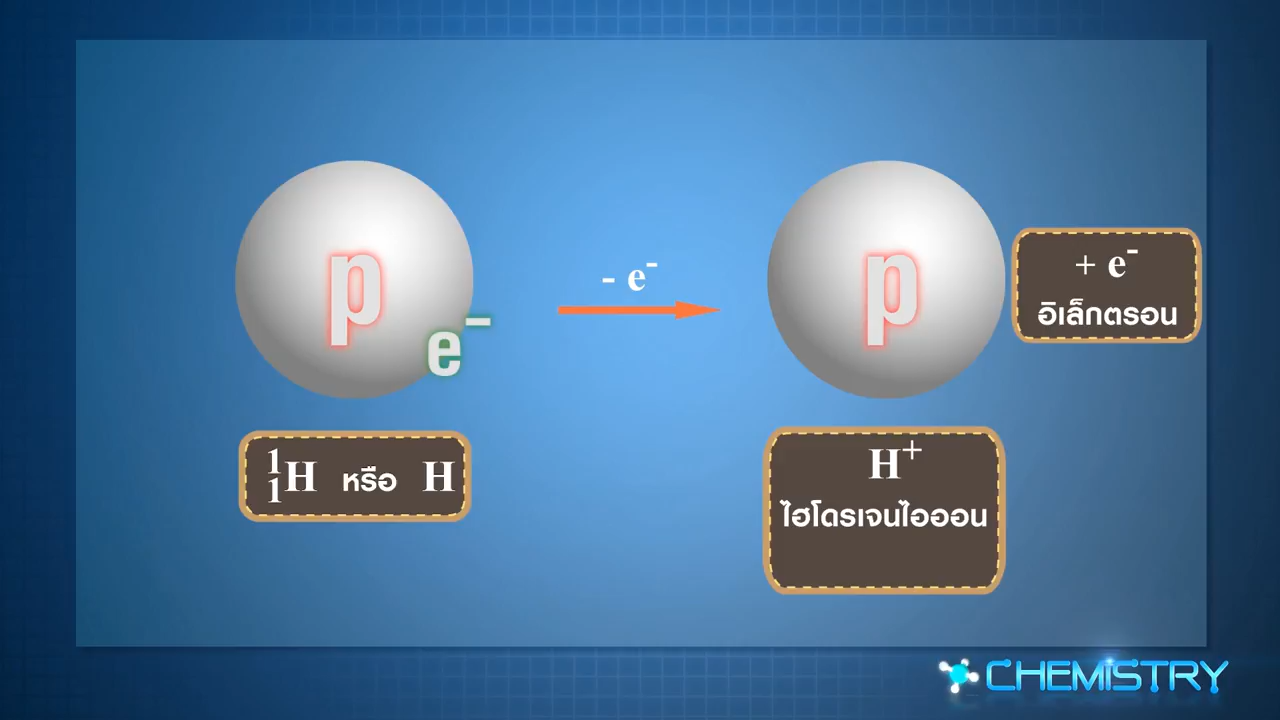 p
e⁻
- e⁻
p
+ e⁻
อิเล็กตรอน
¹₁H หรือ H
H⁺
ไฮโดรเจนไอออน
CHEMISTRY